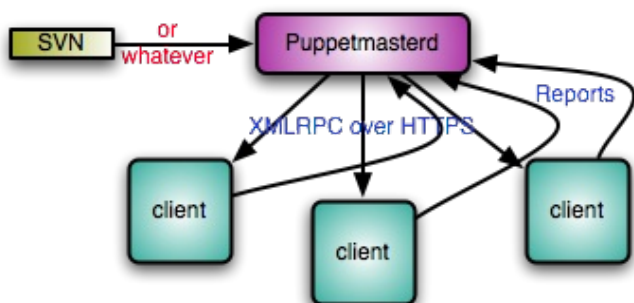 SVN
or
whatever
Puppetmasterd
XMLRPC over HTTPS
Reports
client
client
client